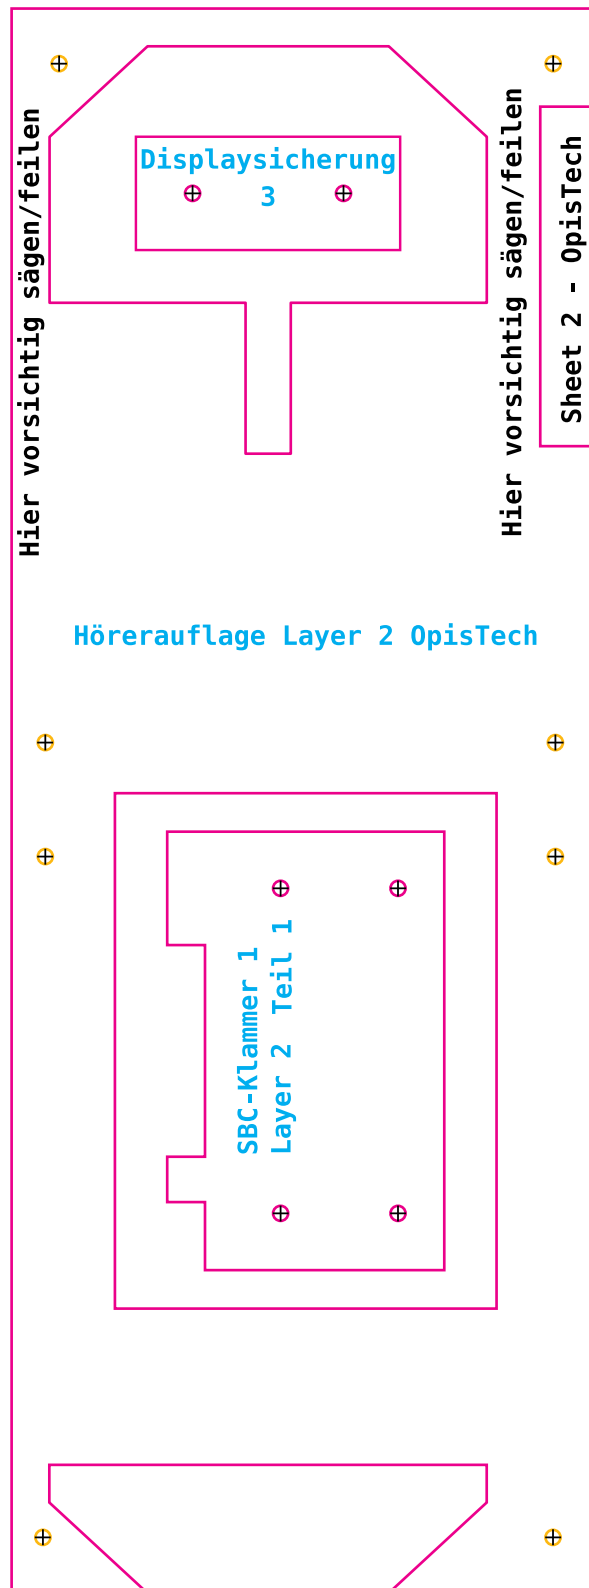 Displaysicherung
3
Hier vorsichtig sägen/feilen
Hier vorsichtig sägen/feilen
Sheet 2 - OpisTech
Hörerauflage Layer 2 OpisTech
SBC-Klammer 1
Layer 2 Teil 1